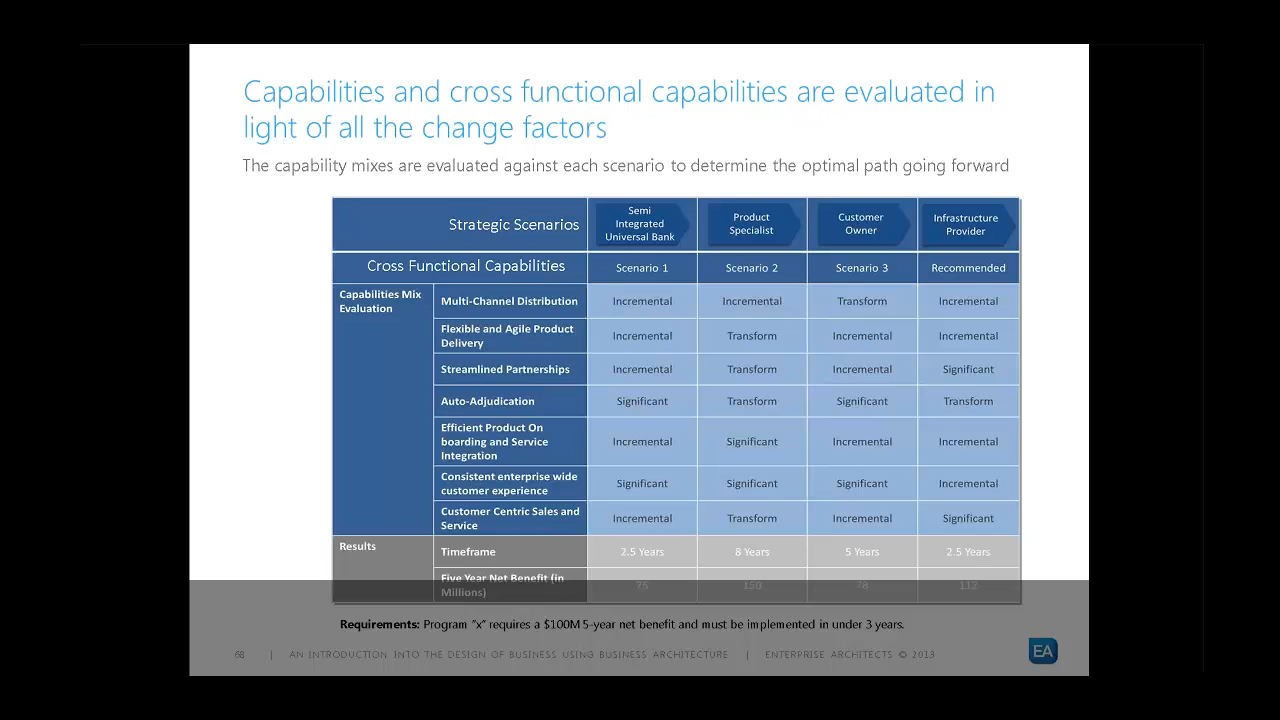 Capabilities and cross functional capabilities are evaluated in
light of all the change factors
The capability mixes are evaluated against each scenario to determine the optimal path going forward
Strategic Scenarios
Semi
Integrated
Universal Bank
Product
Specialist
Customer
Owner
Infrastructure
Provider
Cross Functional Capabilities
Scenario 1
Scenario 2
Scenario 3
Recommended
Capabilities Mix
Evaluation
Multi-Channel Distribution
Incremental
Incremental
Transform
Incremental
Flexible and Agile Product
Delivery
Incremental
Transform
Incremental
Incremental
Streamlined Partnerships
Incremental
Transform
Incremental
Significant
Auto-Adjudication
Significant
Transform
Significant
Transform
Efficient Product On
boarding and Service
Integration
Incremental
Significant
Incremental
Incremental
Consistent enterprise wide
customer experience
Significant
Significant
Significant
Incremental
Customer Centric Sales and
Service
Incremental
Transform
Incremental
Significant
Results
Timeframe
2.5 Years
8 Years
5 Years
2.5 Years
Five Year Net Benefit (in
Millions)
75
150
78
112
Requirements: Program "x" requires a $100M 5-year net benefit and must be implemented in under 3 years.
68 | AN INTRODUCTION INTO THE DESIGN OF BUSINESS USING BUSINESS ARCHITECTURE | ENTERPRISE ARCHITECTS © 2013
EA